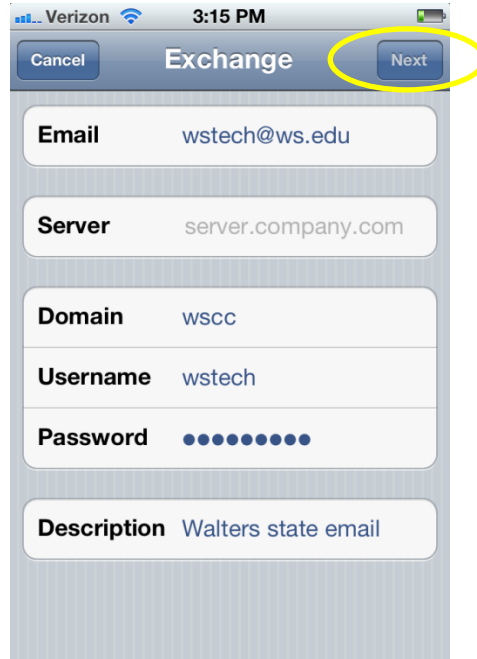 Verizon 3:15 PM
Cancel Exchange Next
Email wstech@ws.edu
Server server.company.com
Domain wscc
Username wstech
Password ●●●●●●●●●
Description Walters state email